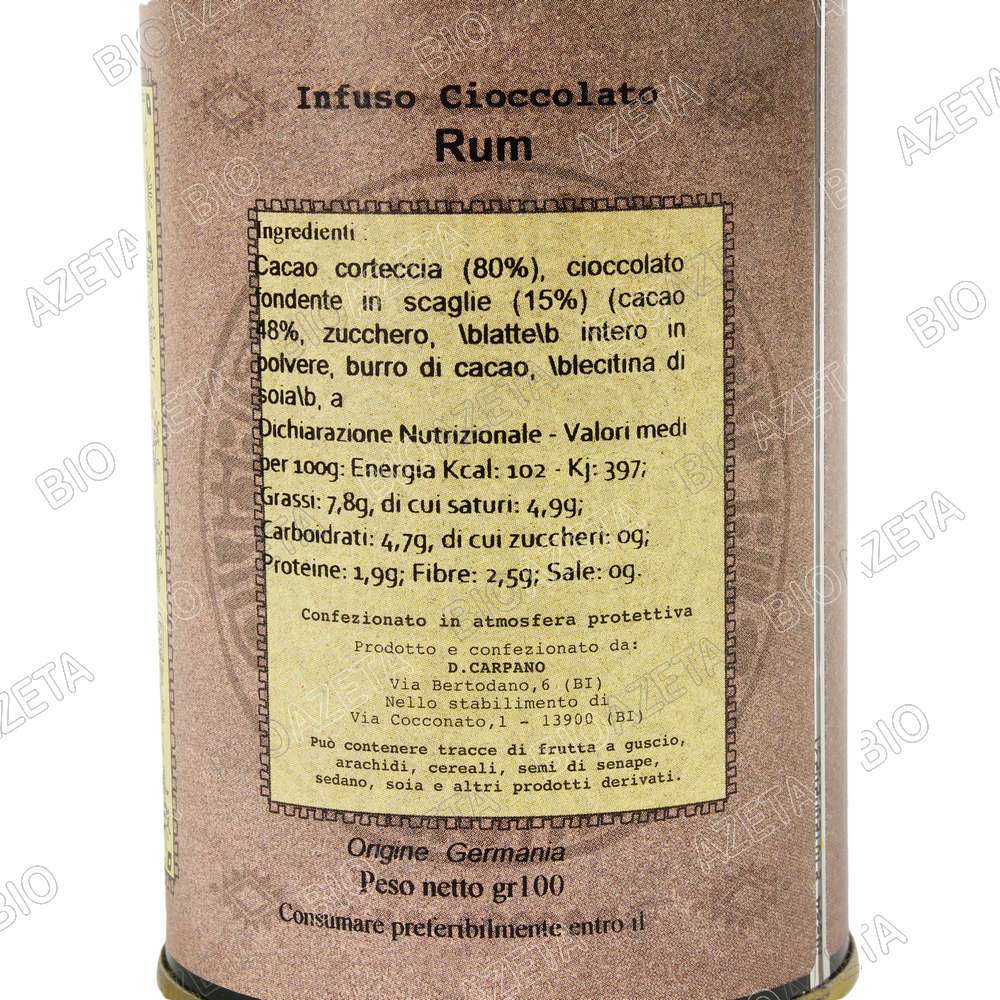 Infuso Cioccolato
Rum
Ingredienti :
Cacao corteccia (80%), cioccolato
fondente in scaglie (15%) (cacao
48%, zucchero, \blatte\b intero in
polvere, burro di cacao, \blecitina di
soia\b, a
Dichiarazione Nutrizionale - Valori medi
per 100g: Energia Kcal: 102 - Kj: 397;
Grassi: 7,8g, di cui saturi: 4,9g;
Carboidrati: 4,7g, di cui zuccheri: 0g;
Proteine: 1,9g; Fibre: 2,5g; Sale: 0g.
Confezionato in atmosfera protettiva
Prodotto e confezionato da:
D.CARPANO
Via Bertodano,6 (BI)
Nello stabilimento di
Via Cocconato,1 - 13900 (BI)
Può contenere tracce di frutta a guscio,
arachidi, cereali, semi di senape,
sedano, soia e altri prodotti derivati.
Origine Germania
Peso netto gr100
Consumare preferibilmente entro il
BIOAZETA